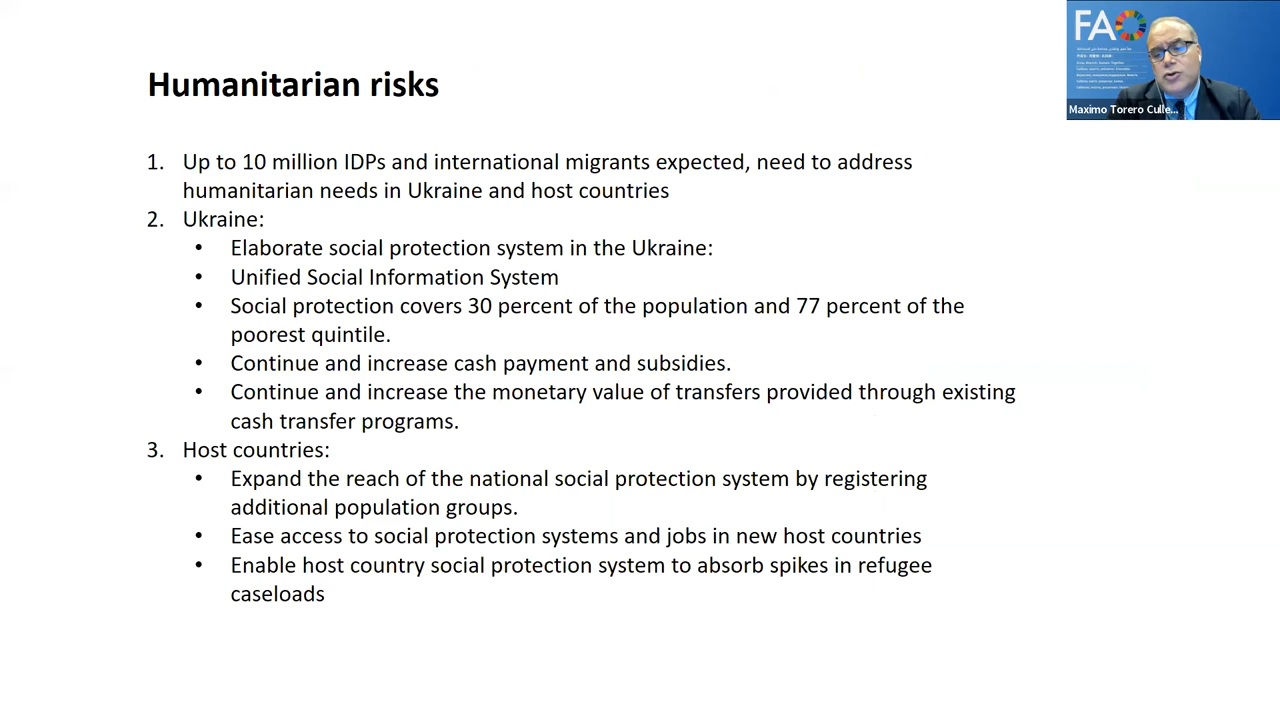 FAO
Maximo Torero Culle...
Humanitarian risks
1. Up to 10 million IDPs and international migrants expected, need to address
humanitarian needs in Ukraine and host countries
2. Ukraine:
• Elaborate social protection system in the Ukraine:
• Unified Social Information System
• Social protection covers 30 percent of the population and 77 percent of the
poorest quintile.
• Continue and increase cash payment and subsidies.
• Continue and increase the monetary value of transfers provided through existing
cash transfer programs.
3. Host countries:
• Expand the reach of the national social protection system by registering
additional population groups.
• Ease access to social protection systems and jobs in new host countries
• Enable host country social protection system to absorb spikes in refugee
caseloads